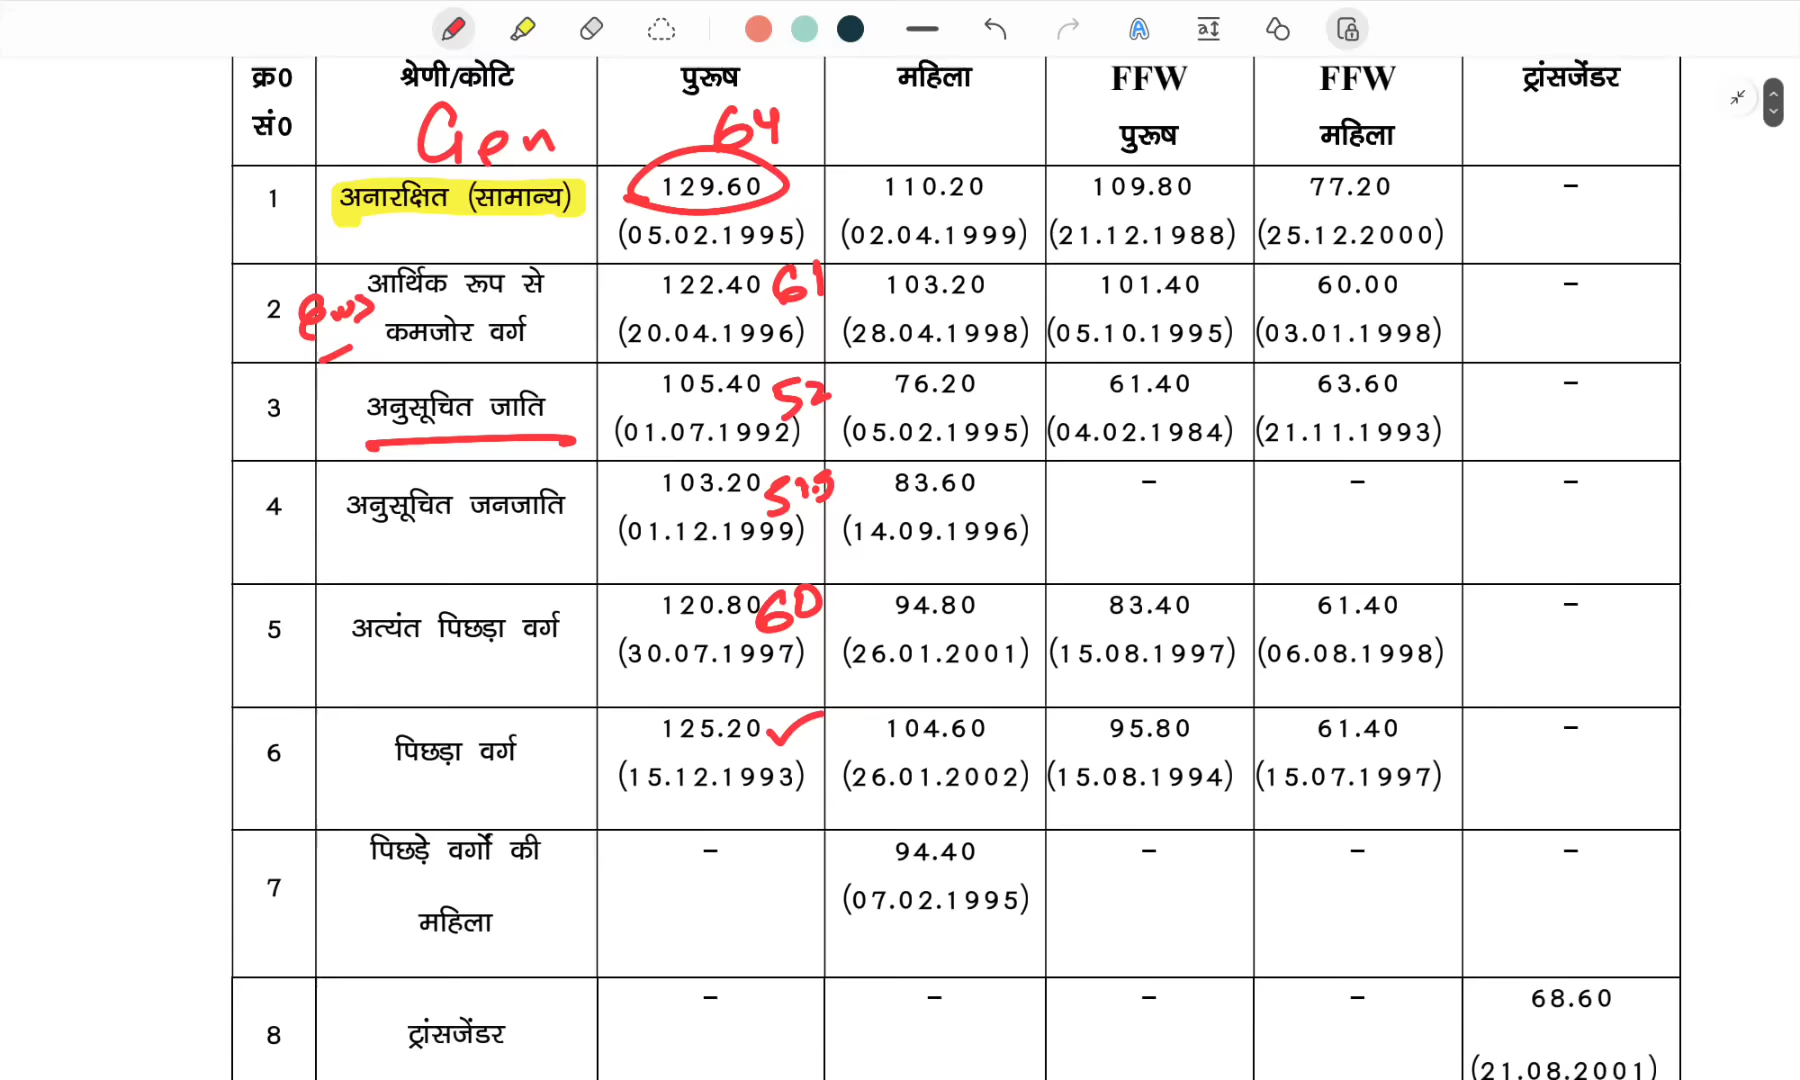 क्र0 श्रेणी/कोटि पुरूष महिला FFW FFW ट्रांसजेंडर
सं0 पुरूष महिला
Gen 64
1 अनारक्षित (सामान्य) 129.60 110.20 109.80 77.20 –
(05.02.1995) (02.04.1999) (21.12.1988) (25.12.2000)
2 आर्थिक रूप से 122.40 61 103.20 101.40 60.00 –
कमजोर वर्ग (20.04.1996) (28.04.1998) (05.10.1995) (03.01.1998)
3 अनुसूचित जाति 105.40 52 76.20 61.40 63.60 –
(01.07.1992) (05.02.1995) (04.02.1984) (21.11.1993)
4 अनुसूचित जनजाति 103.20 83.60 – – –
(01.12.1999) (14.09.1996)
5 अत्यंत पिछड़ा वर्ग 120.80 60 94.80 83.40 61.40 –
(30.07.1997) (26.01.2001) (15.08.1997) (06.08.1998)
6 पिछड़ा वर्ग 125.20 104.60 95.80 61.40 –
(15.12.1993) (26.01.2002) (15.08.1994) (15.07.1997)
7 पिछड़े वर्गों की – 94.40 – – –
महिला (07.02.1995)
8 ट्रांसजेंडर – – – – 68.60
(21.08.2001)